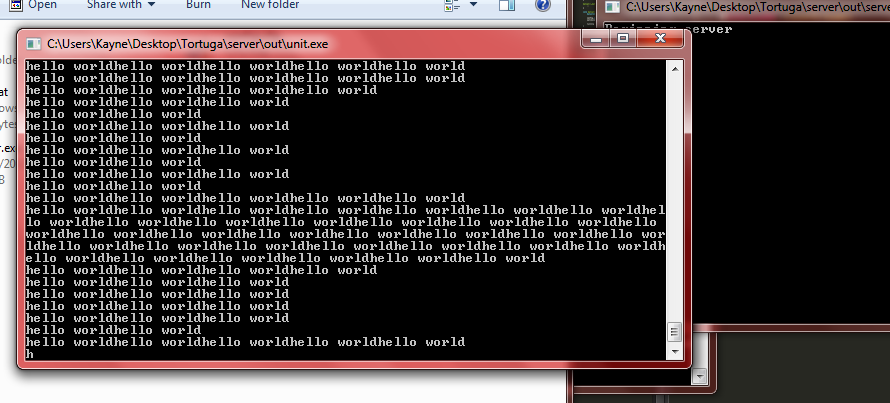 Open Share with Burn New folder
C:\Users\Kayne\Desktop\Tortuga\server\out\serve
server
C:\Users\Kayne\Desktop\Tortuga\server\out\unit.exe
hello worldhello worldhello worldhello worldhello world
hello worldhello worldhello worldhello worldhello world
hello worldhello worldhello worldhello world
hello worldhello worldhello world
hello worldhello world
hello worldhello worldhello world
hello worldhello world
hello worldhello worldhello world
hello worldhello world
hello worldhello worldhello world
hello worldhello world
hello worldhello worldhello worldhello worldhello world
hello worldhello worldhello worldhello worldhello worldhello worldhello worldhel
lo worldhello worldhello worldhello worldhello worldhello worldhello worldhello
worldhello worldhello worldhello worldhello worldhello worldhello worldhello wor
ldhello worldhello worldhello worldhello worldhello worldhello worldhello worldh
ello worldhello worldhello worldhello worldhello worldhello world
hello worldhello worldhello worldhello world
hello worldhello worldhello world
hello worldhello worldhello world
hello worldhello worldhello world
hello worldhello worldhello world
hello worldhello world
hello worldhello worldhello worldhello worldhello world
h